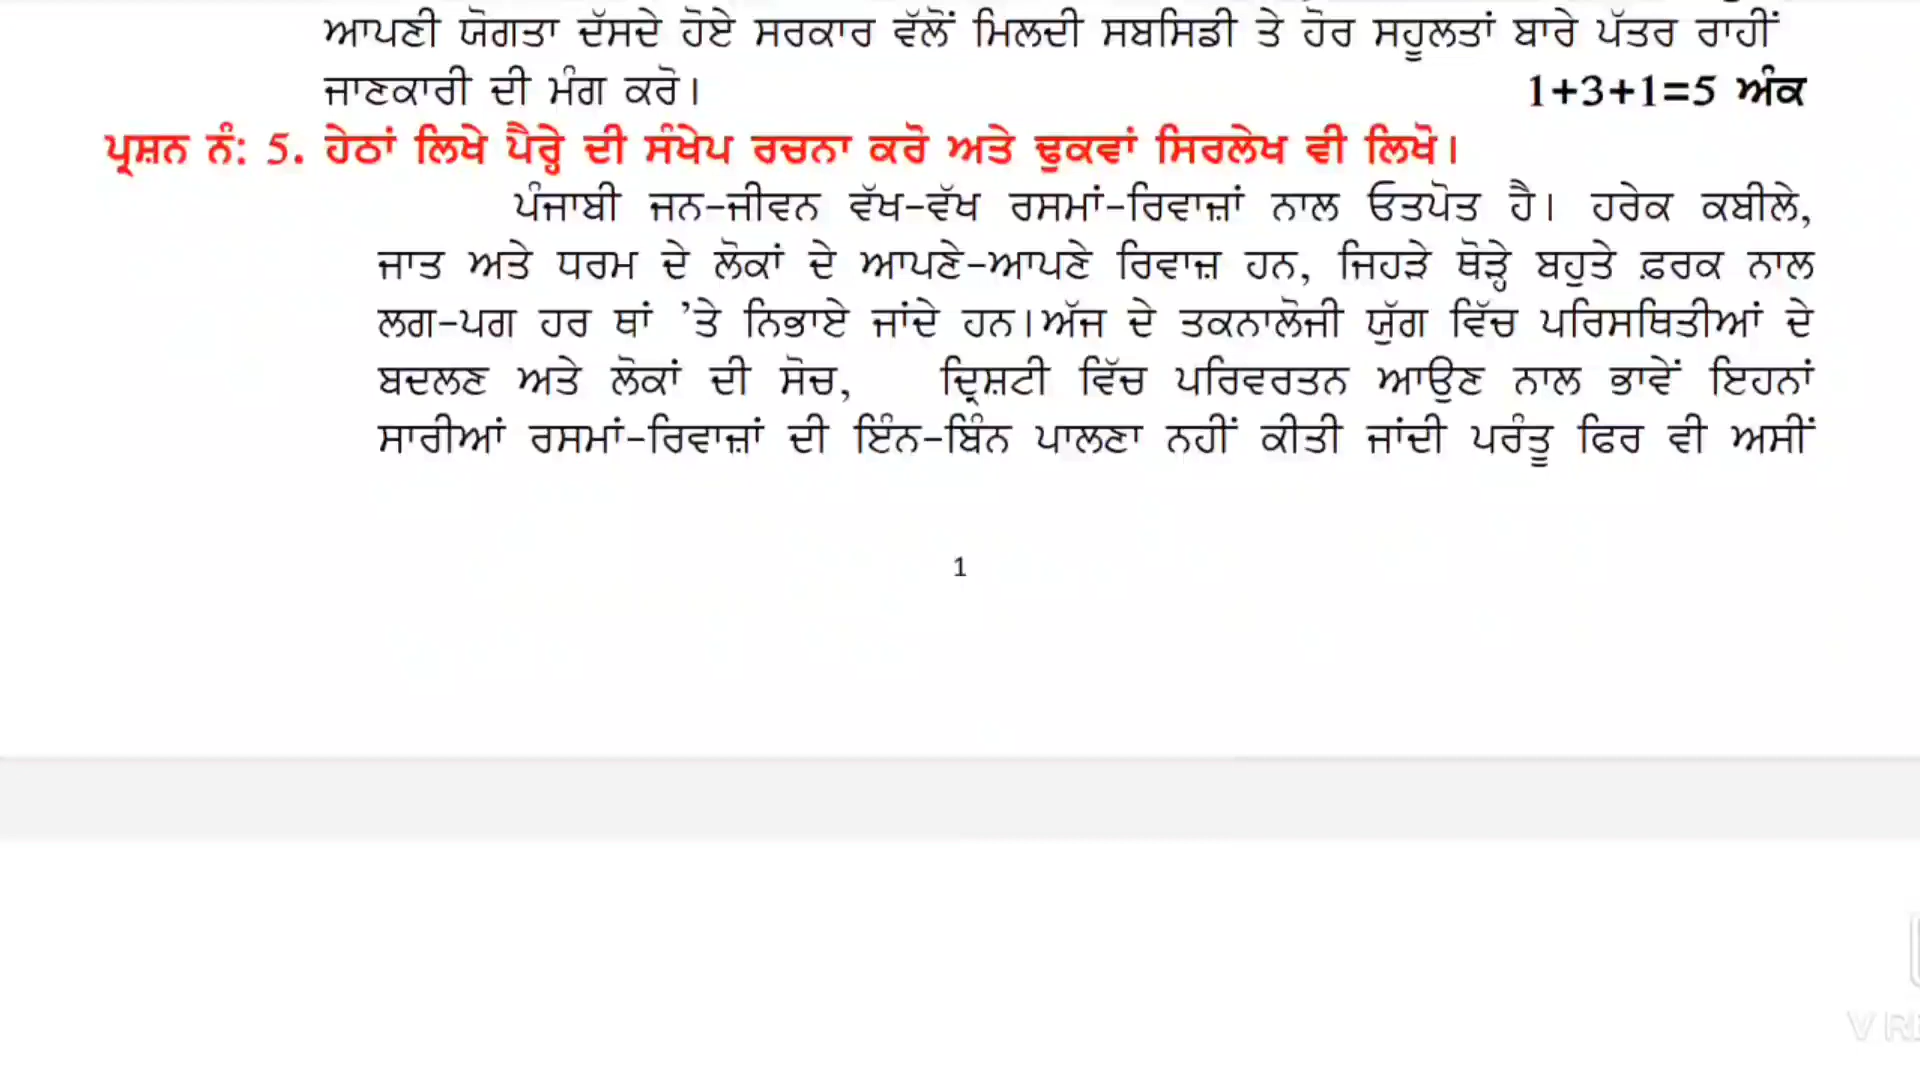 ਆਪਣੀ ਯੋਗਤਾ ਦੱਸਦੇ ਹੋਏ ਸਰਕਾਰ ਵੱਲੋਂ ਮਿਲਦੀ ਸਬਸਿਡੀ ਤੇ ਹੋਰ ਸਹੂਲਤਾਂ ਬਾਰੇ ਪੱਤਰ ਰਾਹੀਂ
ਜਾਣਕਾਰੀ ਦੀ ਮੰਗ ਕਰੋ। 1+3+1=5 ਅੰਕ
ਪ੍ਰਸ਼ਨ ਨੰ: 5. ਹੇਠਾਂ ਲਿਖੇ ਪੈਰ੍ਹੇ ਦੀ ਸੰਖੇਪ ਰਚਨਾ ਕਰੋ ਅਤੇ ਢੁਕਵਾਂ ਸਿਰਲੇਖ ਵੀ ਲਿਖੋ।
ਪੰਜਾਬੀ ਜਨ-ਜੀਵਨ ਵੱਖ-ਵੱਖ ਰਸਮਾਂ-ਰਿਵਾਜ਼ਾਂ ਨਾਲ ਓਤਪੋਤ ਹੈ। ਹਰੇਕ ਕਬੀਲੇ,
ਜਾਤ ਅਤੇ ਧਰਮ ਦੇ ਲੋਕਾਂ ਦੇ ਆਪਣੇ-ਆਪਣੇ ਰਿਵਾਜ਼ ਹਨ, ਜਿਹੜੇ ਥੋੜ੍ਹੇ ਬਹੁਤੇ ਫ਼ਰਕ ਨਾਲ
ਲਗ-ਪਗ ਹਰ ਥਾਂ ’ਤੇ ਨਿਭਾਏ ਜਾਂਦੇ ਹਨ।ਅੱਜ ਦੇ ਤਕਨਾਲੋਜੀ ਯੁੱਗ ਵਿੱਚ ਪਰਿਸਥਿਤੀਆਂ ਦੇ
ਬਦਲਣ ਅਤੇ ਲੋਕਾਂ ਦੀ ਸੋਚ, ਦ੍ਰਿਸ਼ਟੀ ਵਿੱਚ ਪਰਿਵਰਤਨ ਆਉਣ ਨਾਲ ਭਾਵੇਂ ਇਹਨਾਂ
ਸਾਰੀਆਂ ਰਸਮਾਂ-ਰਿਵਾਜ਼ਾਂ ਦੀ ਇੰਨ-ਬਿੰਨ ਪਾਲਣਾ ਨਹੀਂ ਕੀਤੀ ਜਾਂਦੀ ਪਰੰਤੂ ਫਿਰ ਵੀ ਅਸੀਂ
1